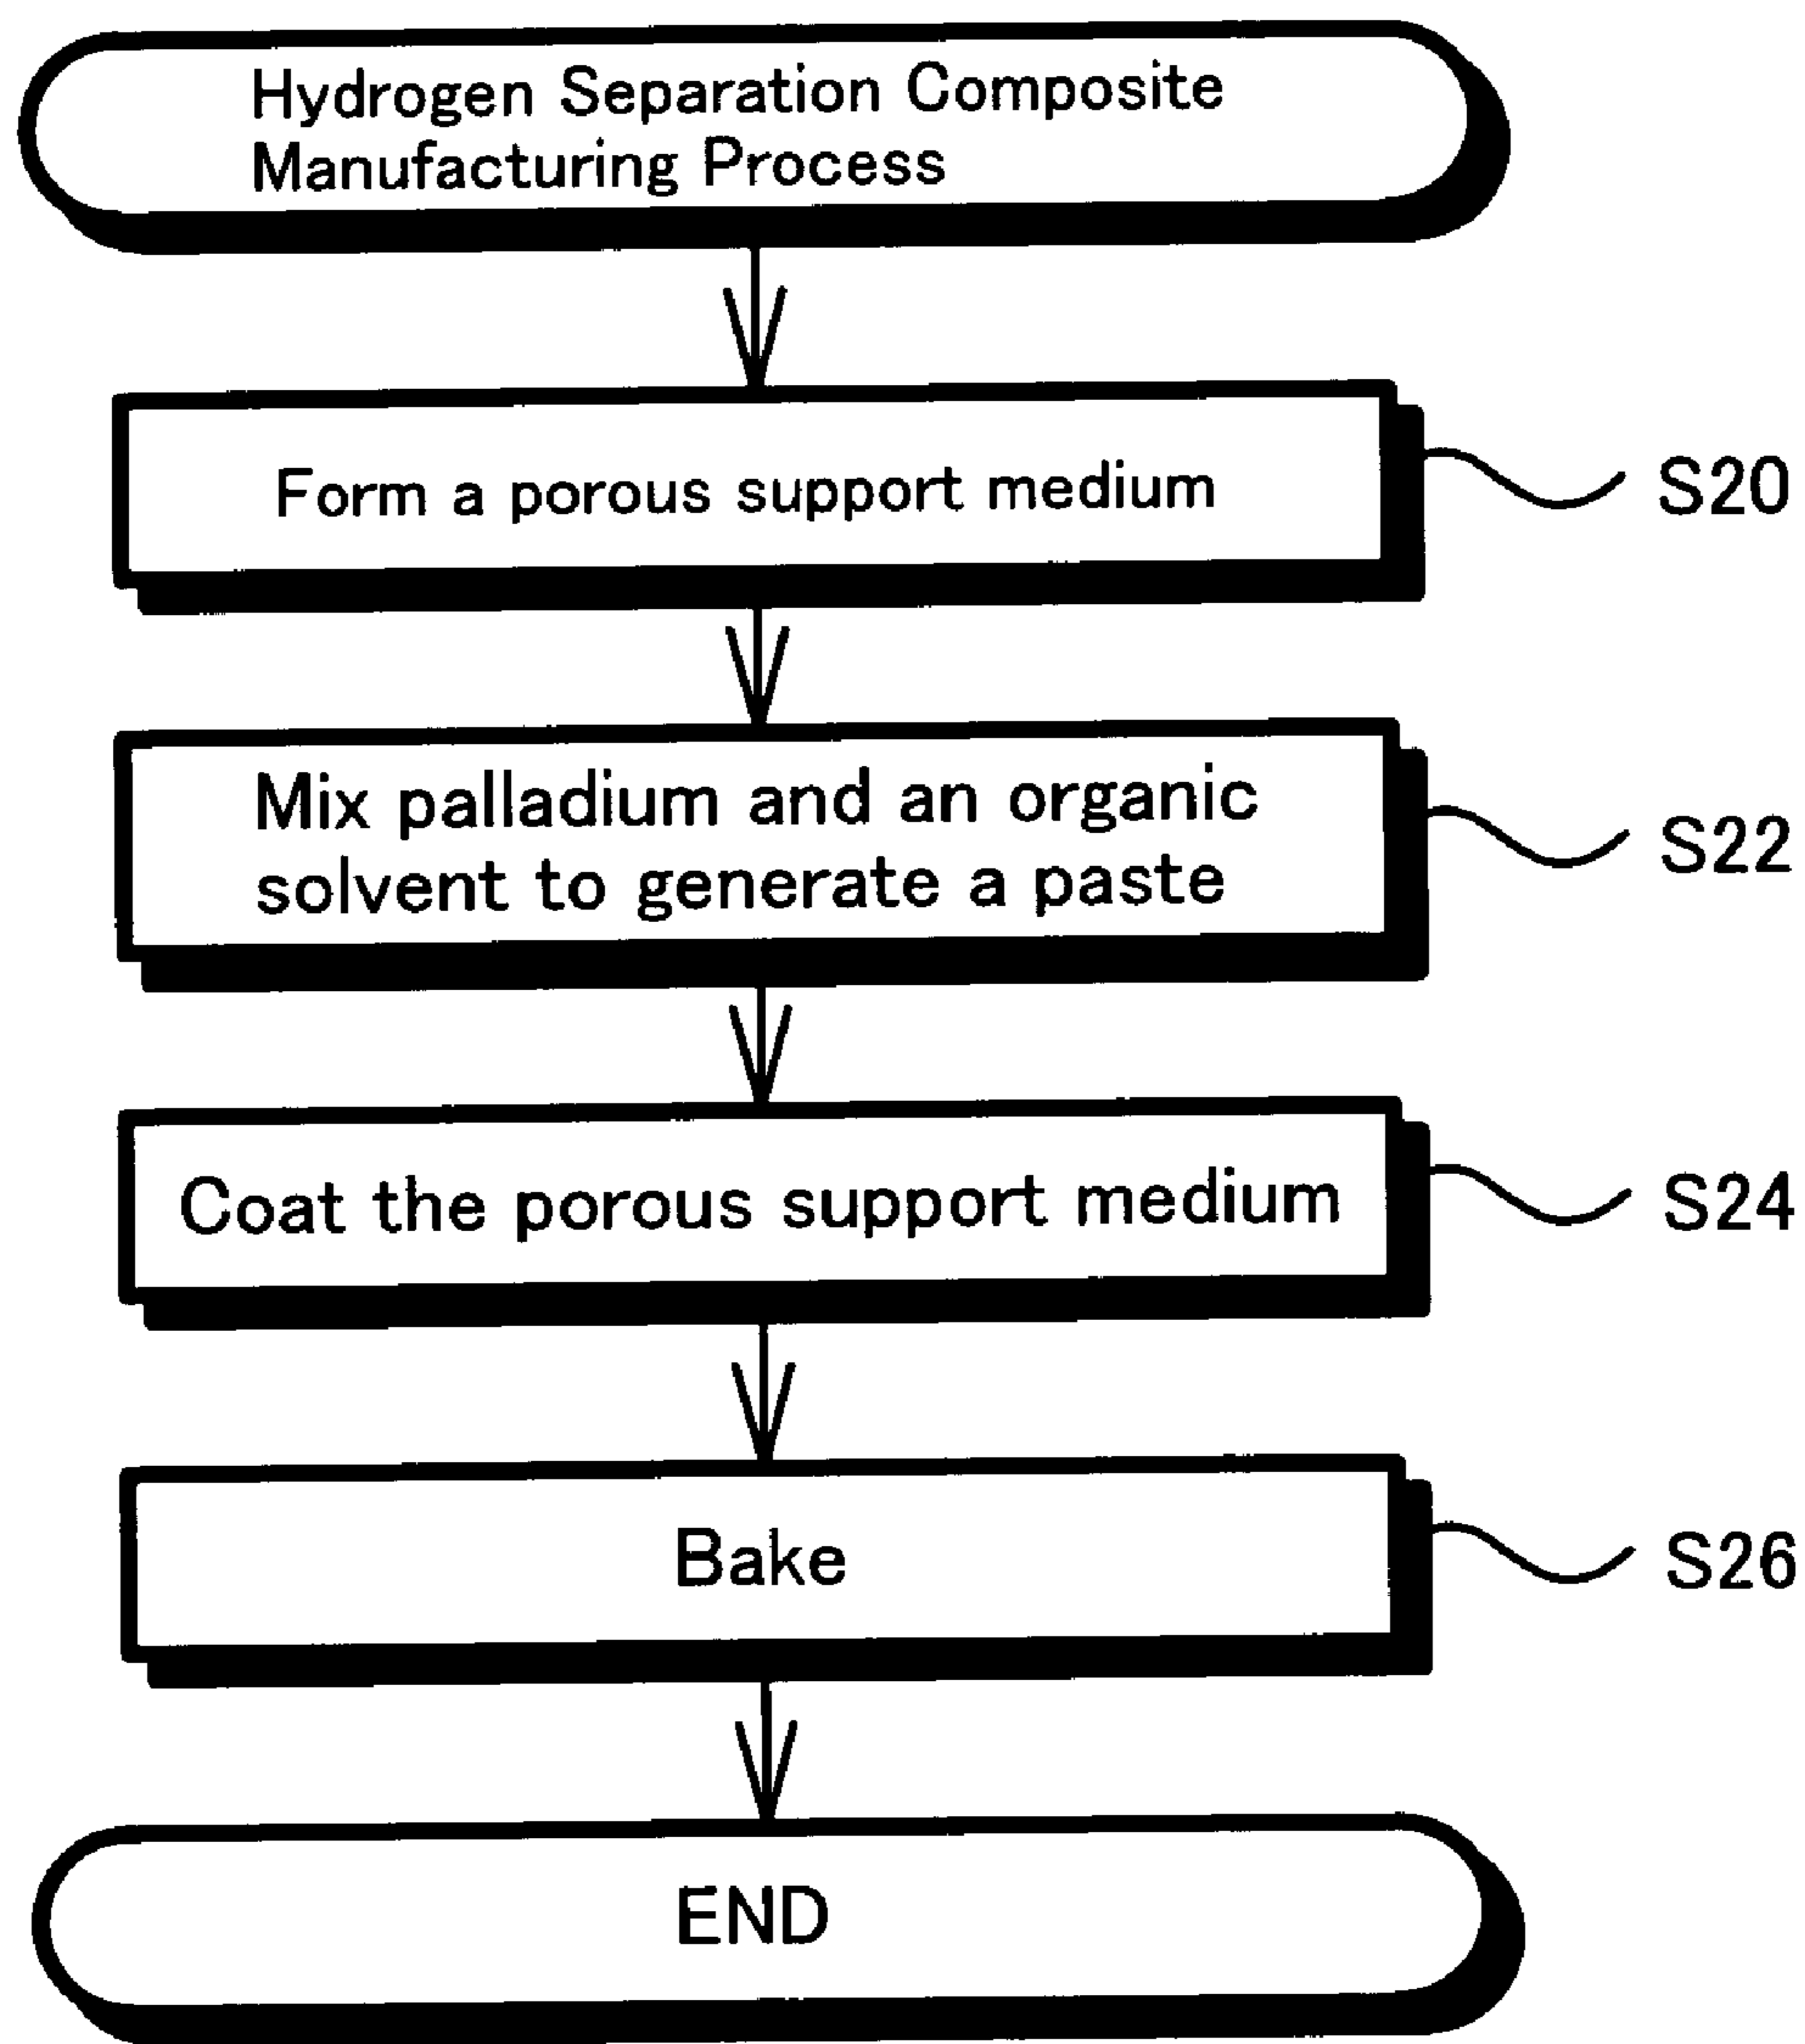 Hydrogen Separation Composite
Manufacturing Process
Form a porous support medium
S20
Mix palladium and an organic
solvent to generate a paste
S22
Coat the porous support medium
S24
Bake
S26
END